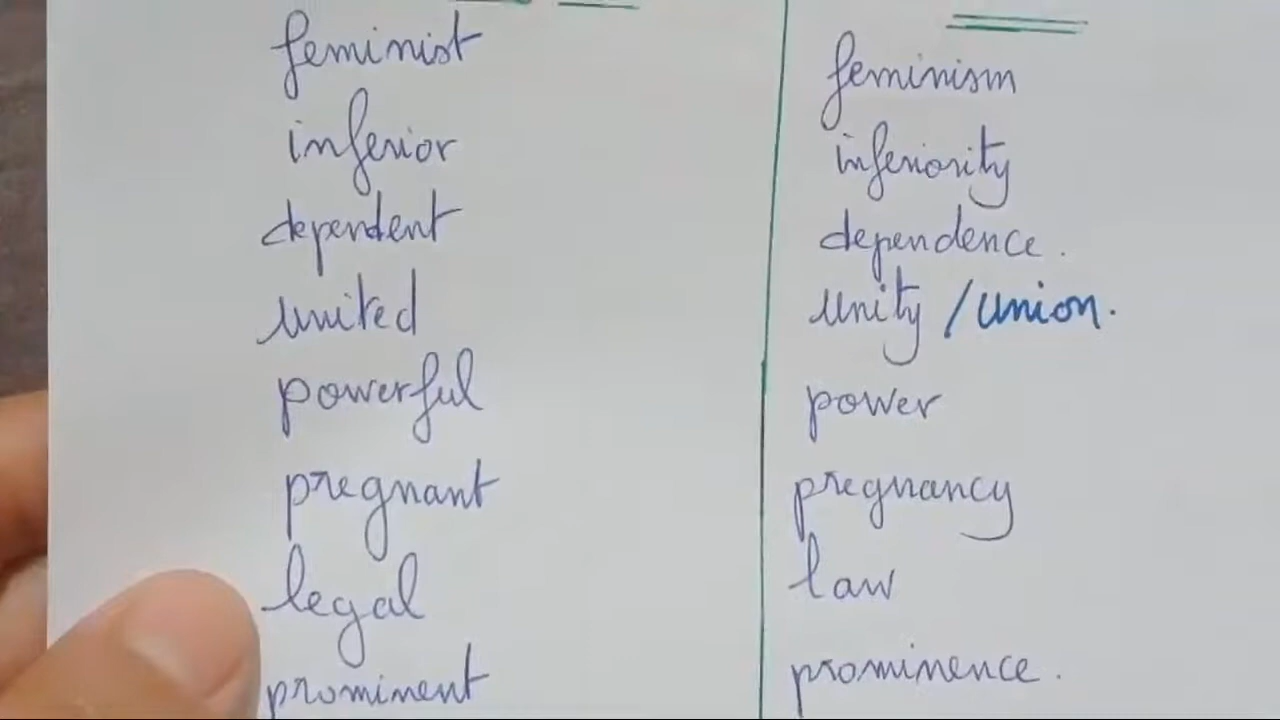 feminist feminism
inferior inferiority
dependent dependence.
united unity / union.
powerful power
pregnant pregnancy
legal law
prominent prominence.